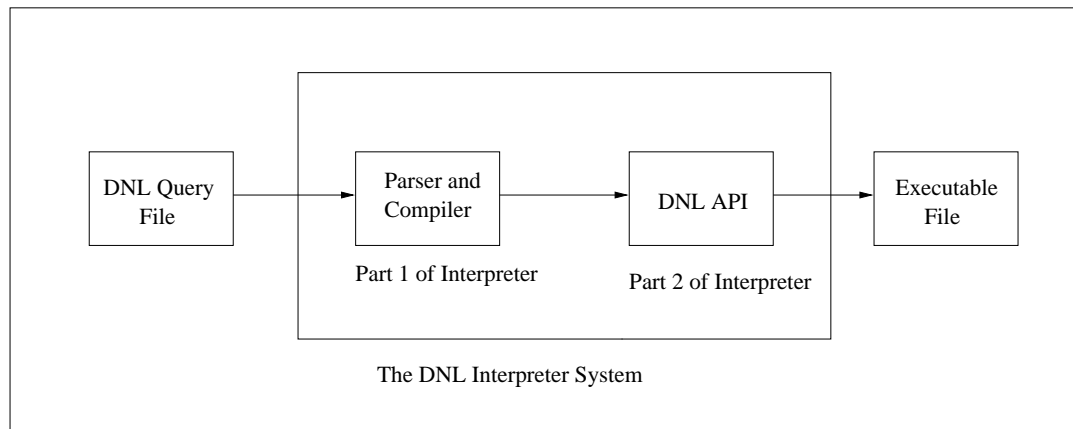 DNL Query
File
Parser and
Compiler
DNL API
Executable
File
Part 1 of Interpreter
Part 2 of Interpreter
The DNL Interpreter System